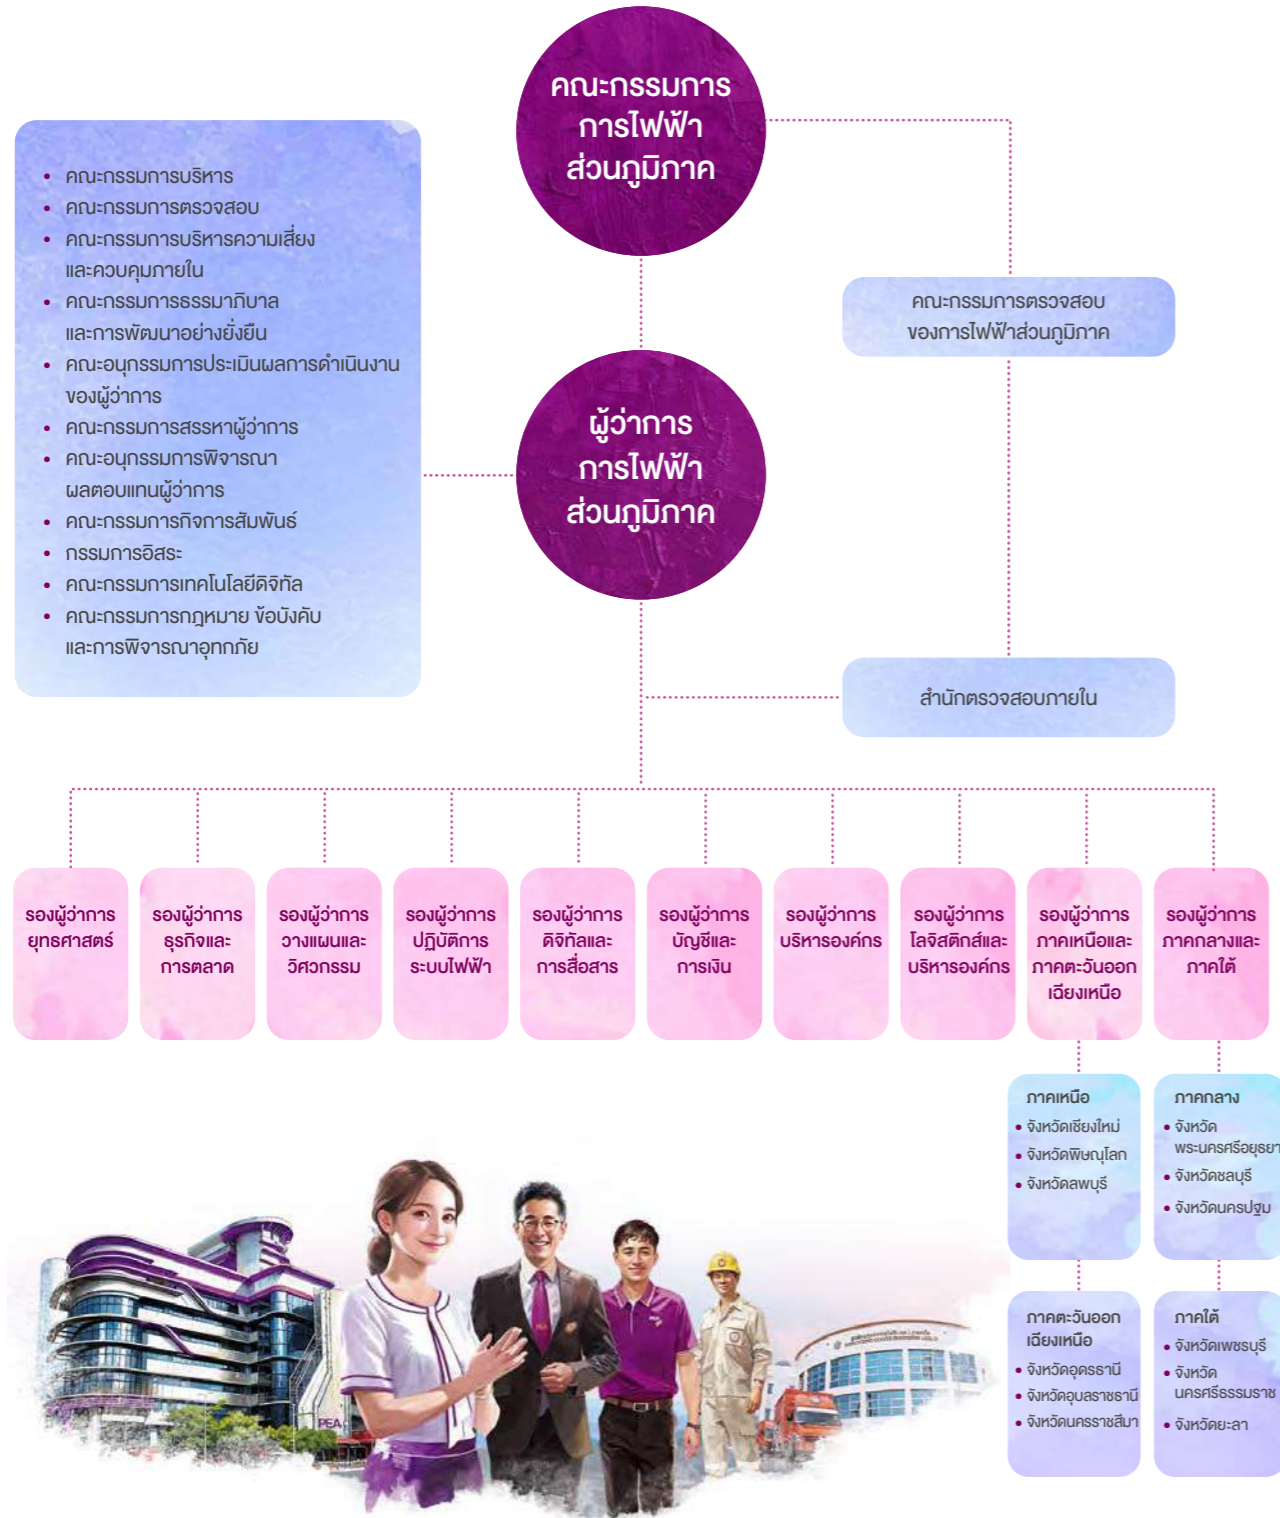 คณะกรรมการ
การไฟฟ้า
ส่วนภูมิภาค
• คณะกรรมการบริหาร
• คณะกรรมการตรวจสอบ
• คณะกรรมการบริหารความเสี่ยง
และควบคุมภายใน
• คณะกรรมการธรรมาภิบาล
และการพัฒนาอย่างยั่งยืน
• คณะอนุกรรมการประเมินผลการดำเนินงาน
ของผู้ว่าการ
• คณะกรรมการสรรหาผู้ว่าการ
• คณะอนุกรรมการพิจารณา
ผลตอบแทนผู้ว่าการ
• คณะกรรมการกิจการสัมพันธ์
• กรรมการอิสระ
• คณะกรรมการเทคโนโลยีดิจิทัล
• คณะกรรมการกฎหมาย ข้อบังคับ
และการพิจารณาอุทกภัย
คณะกรรมการตรวจสอบ
ของการไฟฟ้าส่วนภูมิภาค
ผู้ว่าการ
การไฟฟ้า
ส่วนภูมิภาค
สำนักตรวจสอบภายใน
รองผู้ว่าการ
ยุทธศาสตร์
รองผู้ว่าการ
ธุรกิจและ
การตลาด
รองผู้ว่าการ
วางแผนและ
วิศวกรรม
รองผู้ว่าการ
ปฏิบัติการ
ระบบไฟฟ้า
รองผู้ว่าการ
ดิจิทัลและ
การสื่อสาร
รองผู้ว่าการ
บัญชีและ
การเงิน
รองผู้ว่าการ
บริหารองค์กร
รองผู้ว่าการ
โลจิสติกส์และ
บริหารองค์กร
รองผู้ว่าการ
ภาคเหนือและ
ภาคตะวันออก
เฉียงเหนือ
รองผู้ว่าการ
ภาคกลางและ
ภาคใต้
ภาคเหนือ
• จังหวัดเชียงใหม่
• จังหวัดพิษณุโลก
• จังหวัดลพบุรี
ภาคกลาง
• จังหวัด
พระนครศรีอยุธยา
• จังหวัดชลบุรี
• จังหวัดนครปฐม
ภาคตะวันออก
เฉียงเหนือ
• จังหวัดอุดรธานี
• จังหวัดอุบลราชธานี
• จังหวัดนครราชสีมา
ภาคใต้
• จังหวัดเพชรบุรี
• จังหวัด
นครศรีธรรมราช
• จังหวัดยะลา
PEA